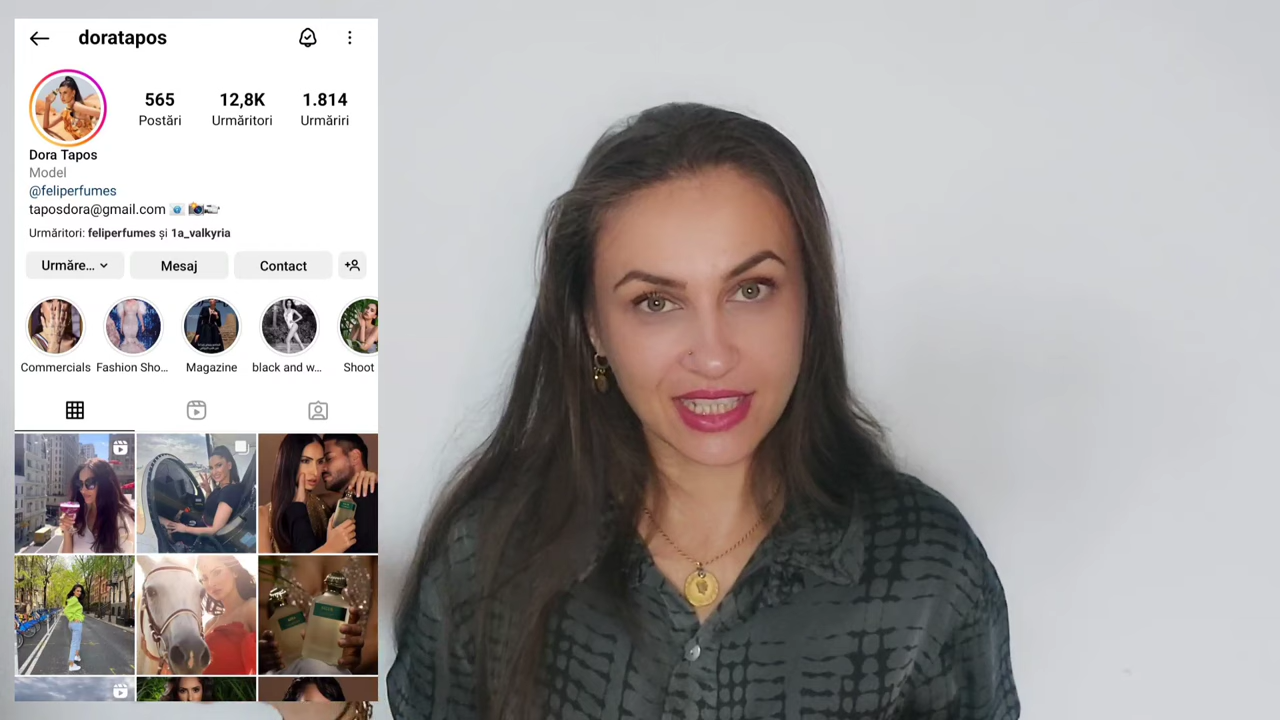 doratapos
565 12,8K 1.814
Postări Urmăritori Urmăriri
Dora Tapos
Model
@feliperfumes
taposdora@gmail.com
Urmăritori: feliperfumes și 1a_valkyria
Urmăre... Mesaj Contact
Commercials Fashion Sho... Magazine black and w... Shoot